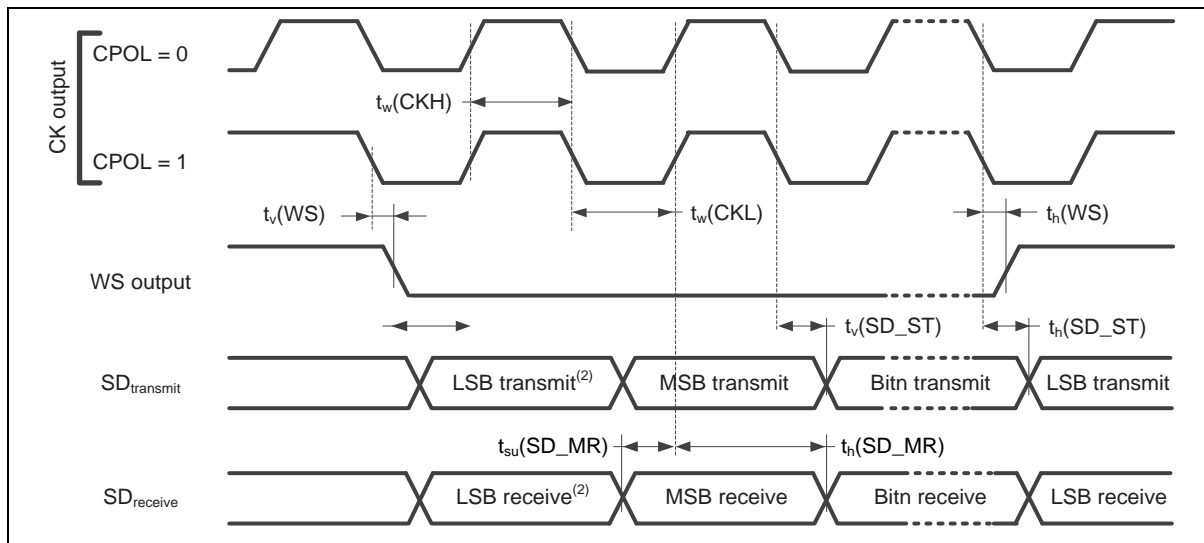 CK output
CPOL = 0
tw(CKH)
CPOL = 1
tv(WS)
tw(CKL)
th(WS)
WS output
tv(SD_ST)
th(SD_ST)
SDtransmit
LSB transmit(2)
MSB transmit
Bitn transmit
LSB transmit
tsu(SD_MR)
th(SD_MR)
SDreceive
LSB receive(2)
MSB receive
Bitn receive
LSB receive